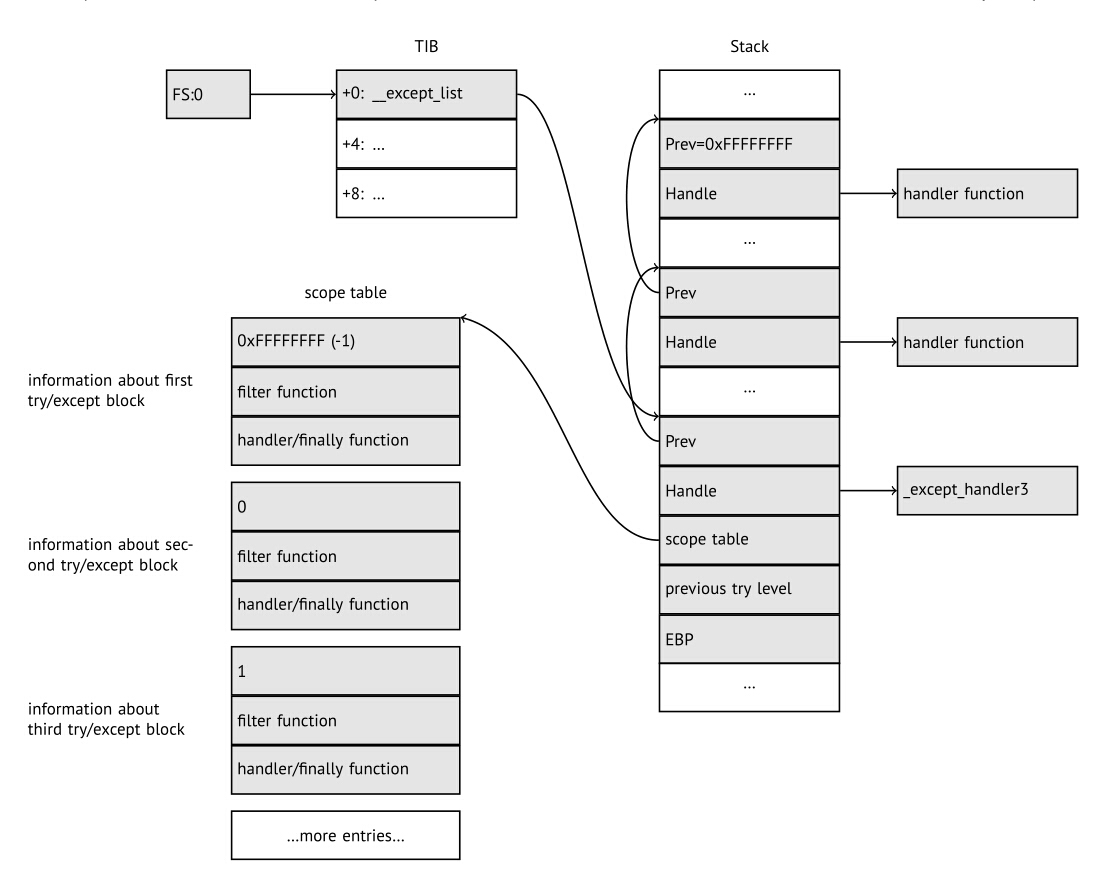 TIB
Stack
FS:0
+0: __except_list
+4: ...
+8: ...
...
Prev=0xFFFFFFFF
Handle
handler function
...
Prev
Handle
handler function
...
Prev
Handle
_except_handler3
scope table
previous try level
EBP
...
scope table
0xFFFFFFFF (-1)
information about first
try/except block
filter function
handler/finally function
0
information about sec-
ond try/except block
filter function
handler/finally function
1
information about
third try/except block
filter function
handler/finally function
...more entries...